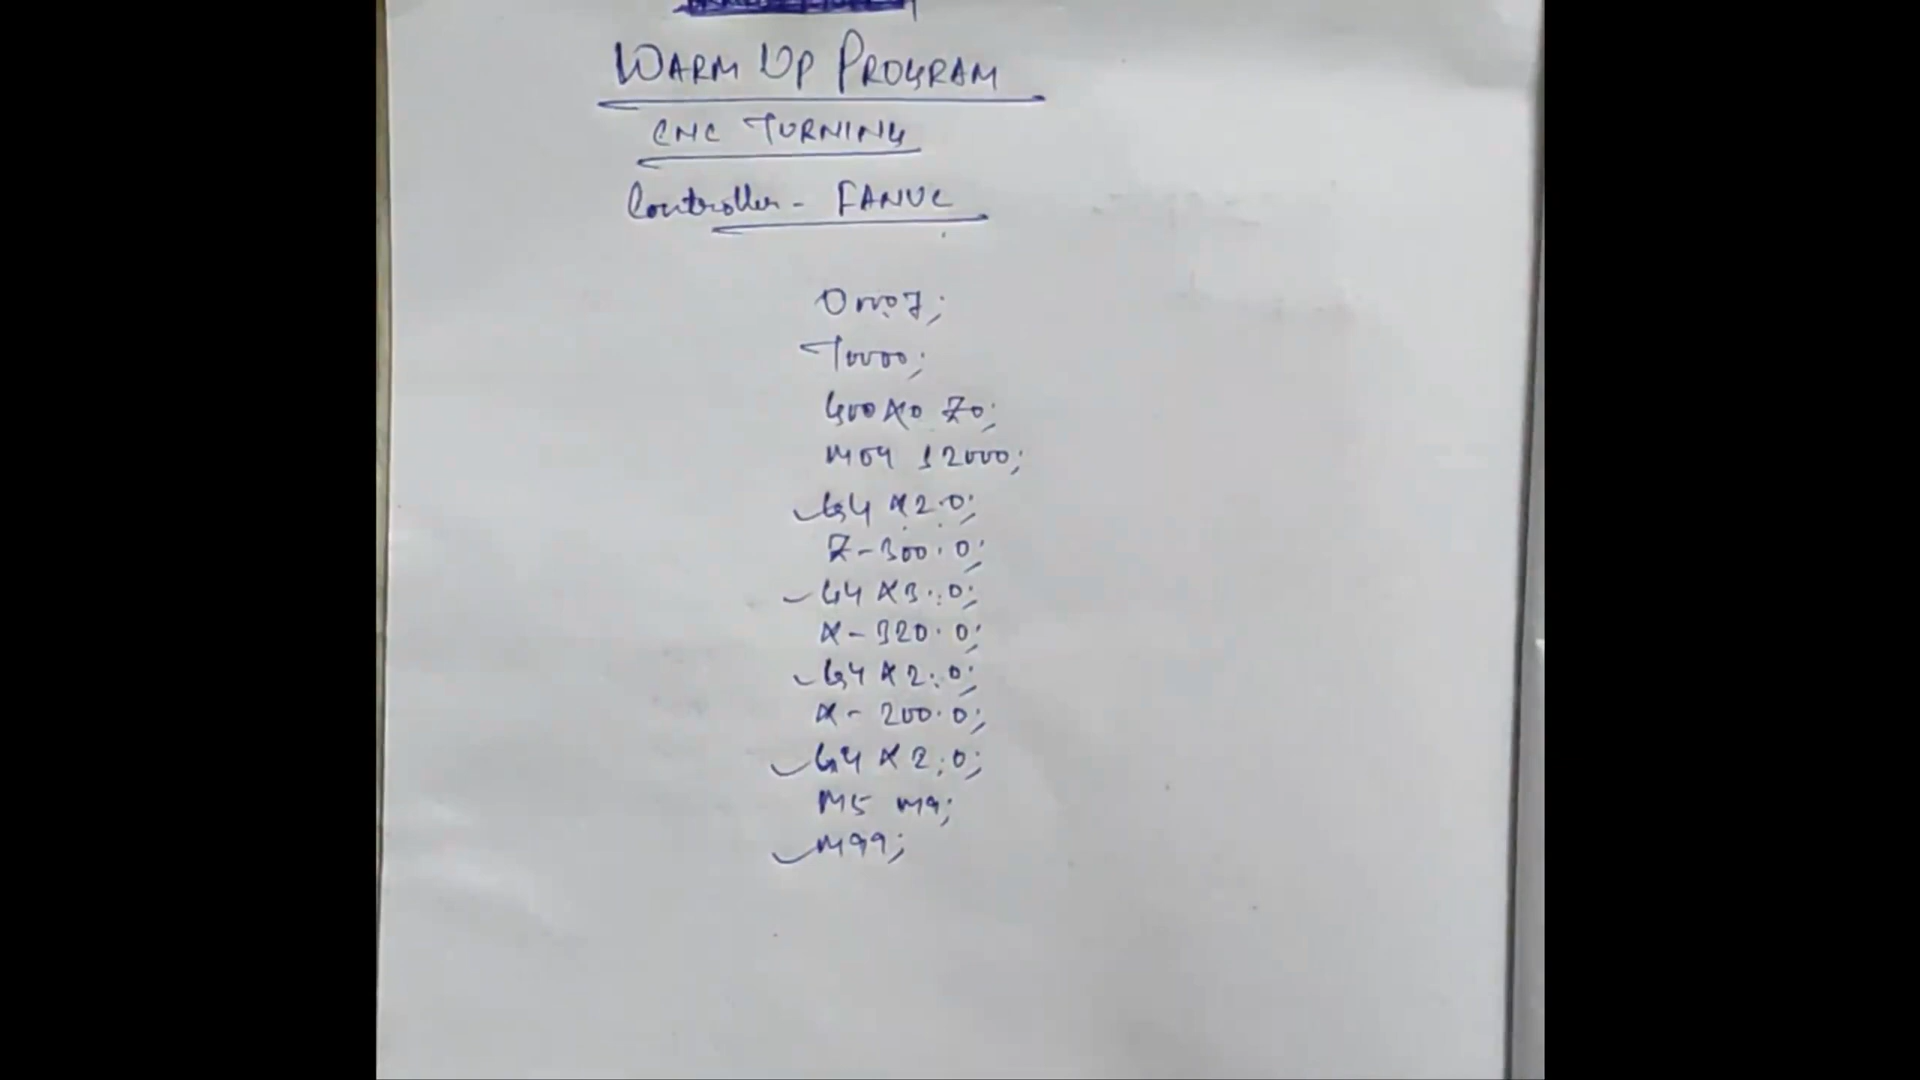 WARM UP PROGRAM
CNC TURNING
Controller - FANUC
O0007;
T0000;
G00 X0 Z0;
M04 S2000;
G4 X2.0;
Z-300.0;
G4 X3.0;
X-320.0;
G4 X2.0;
X-200.0;
G4 X2.0;
M5 M9;
M99;